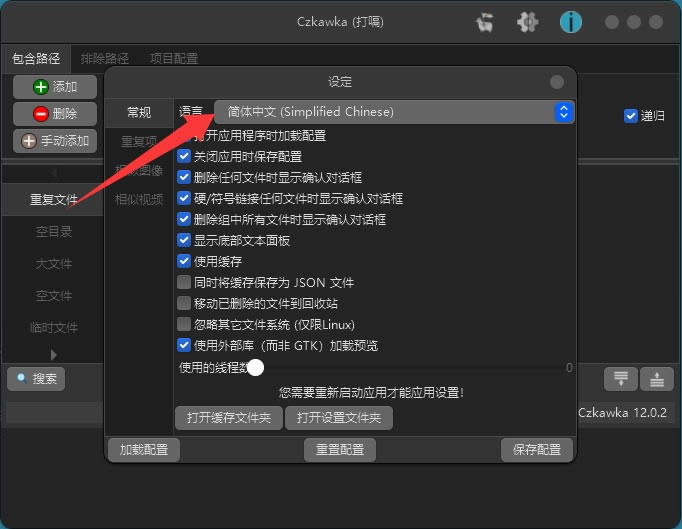 Czkawka (打嗝)
包含路径 排除路径 项目配置
添加
删除
手动添加
递归
重复文件
空目录
大文件
空文件
临时文件
搜索
Czkawka 12.0.2
设定
常规
重复项
相似图像
相似视频
语言 简体中文 (Simplified Chinese)
打开应用程序时加载配置
关闭应用时保存配置
删除任何文件时显示确认对话框
硬/符号链接任何文件时显示确认对话框
删除组中所有文件时显示确认对话框
显示底部文本面板
使用缓存
同时将缓存保存为 JSON 文件
移动已删除的文件到回收站
忽略其它文件系统 (仅限Linux)
使用外部库（而非 GTK）加载预览
使用的线程数 0
您需要重新启动应用才能应用设置!
打开缓存文件夹 打开设置文件夹
加载配置 重置配置 保存配置